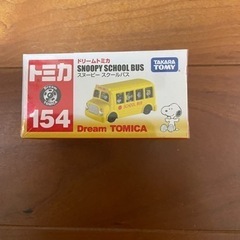 トミカ
154
ドリームトミカ
SNOOPY SCHOOL BUS
スヌーピー スクールバス
TAKARA TOMY
Dream TOMICA